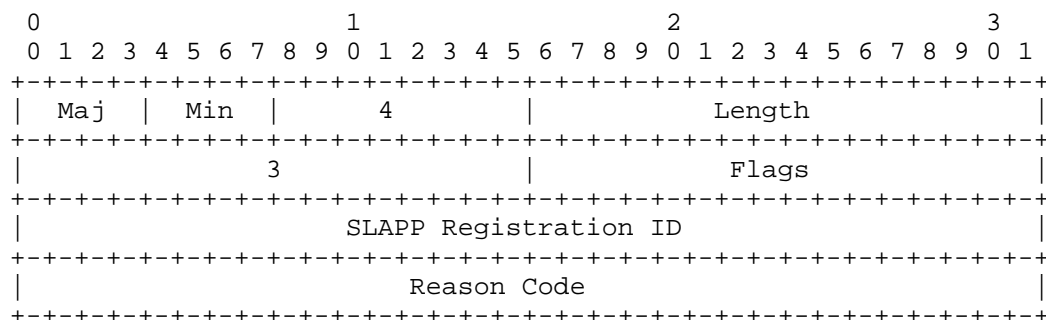 0                   1                   2                   3
 0 1 2 3 4 5 6 7 8 9 0 1 2 3 4 5 6 7 8 9 0 1 2 3 4 5 6 7 8 9 0 1
+-+-+-+-+-+-+-+-+-+-+-+-+-+-+-+-+-+-+-+-+-+-+-+-+-+-+-+-+-+-+-+-+
|  Maj  |  Min  |      4        |           Length              |
+-+-+-+-+-+-+-+-+-+-+-+-+-+-+-+-+-+-+-+-+-+-+-+-+-+-+-+-+-+-+-+-+
|               3               |            Flags              |
+-+-+-+-+-+-+-+-+-+-+-+-+-+-+-+-+-+-+-+-+-+-+-+-+-+-+-+-+-+-+-+-+
|                    SLAPP Registration ID                      |
+-+-+-+-+-+-+-+-+-+-+-+-+-+-+-+-+-+-+-+-+-+-+-+-+-+-+-+-+-+-+-+-+
|                        Reason Code                            |
+-+-+-+-+-+-+-+-+-+-+-+-+-+-+-+-+-+-+-+-+-+-+-+-+-+-+-+-+-+-+-+-+